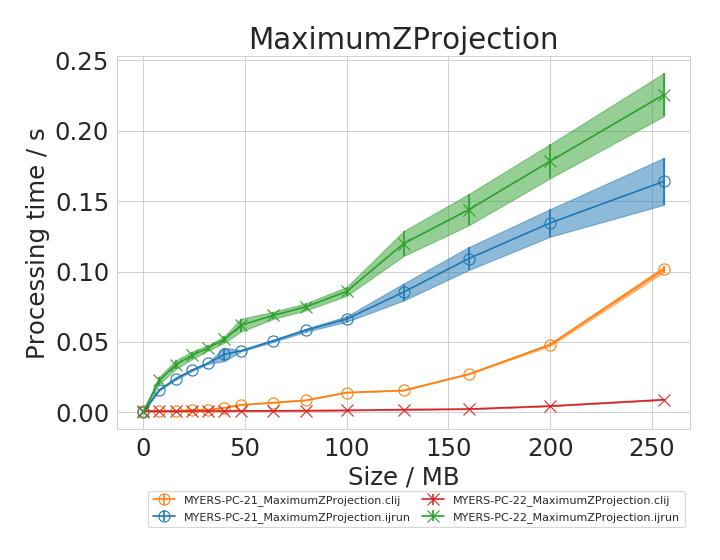 MaximumZProjection
0.25
0.20
0.15
0.10
0.05
0.00
Processing time / s
0 50 100 150 200 250
Size / MB
MYERS-PC-21_MaximumZProjection.clij MYERS-PC-22_MaximumZProjection.clij
MYERS-PC-21_MaximumZProjection.ijrun MYERS-PC-22_MaximumZProjection.ijrun